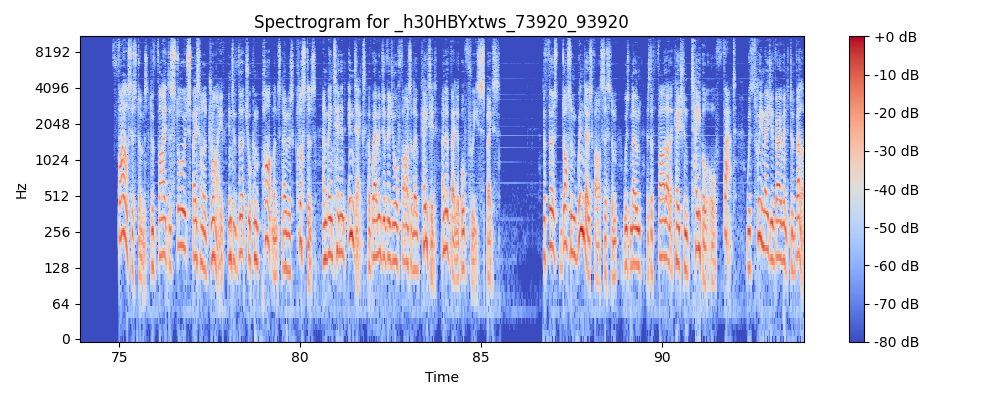 Spectrogram for _h30HBYxtws_73920_93920
Hz
8192
4096
2048
1024
512
256
128
64
0
75
80
85
90
Time
+0 dB
-10 dB
-20 dB
-30 dB
-40 dB
-50 dB
-60 dB
-70 dB
-80 dB